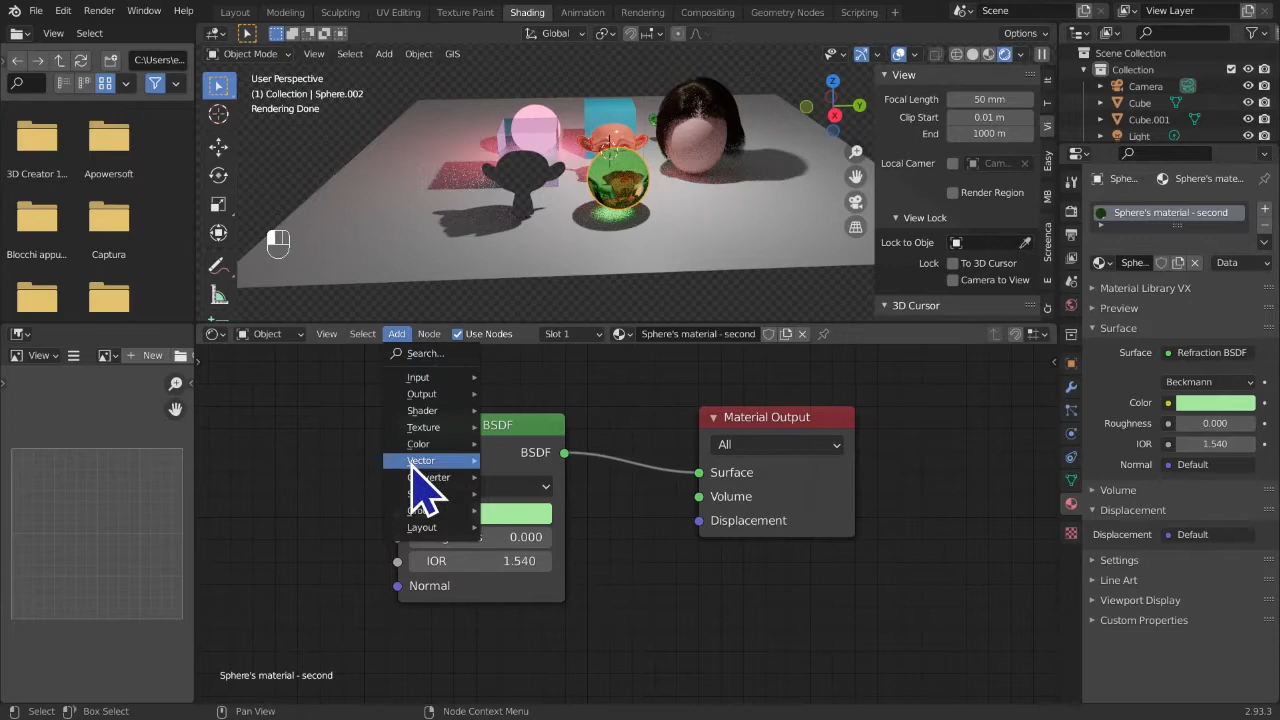 File Edit Render Window Help
Layout Modeling Sculpting UV Editing Texture Paint Shading Animation Rendering Compositing Geometry Nodes Scripting
Scene
View Layer
View Select
Global
Options
C:\Users\e...
Object Mode View Select Add Object GIS
User Perspective
(1) Collection | Sphere.002
Rendering Done
3D Creator 1...
Apowersoft
Blocchi appu...
Captura
View
Focal Length 50 mm
Clip Start 0.01 m
End 1000 m
Local Camer Cam...
Render Region
View Lock
Lock to Obje
Lock To 3D Cursor
Camera to View
3D Cursor
It
T
Vi
Easy
MB
Screenca
E
Cr
Scene Collection
Collection
Camera
Cube
Cube.001
Light
Sphe... Sphere's mate...
Sphere's material - second
Sphe... Data
Material Library VX
Preview
Surface
Surface Refraction BSDF
Beckmann
Color
Roughness 0.000
IOR 1.540
Normal Default
Volume
Displacement
Displacement Default
Settings
Line Art
Viewport Display
Custom Properties
View New
Object View Select Add Node Use Nodes Slot 1 Sphere's material - second
Search...
Input
Output
Shader
Texture
Color
Vector
Layout
BSDF
BSDF
0.000
IOR 1.540
Normal
Material Output
All
Surface
Volume
Displacement
Sphere's material - second
Select Box Select Pan View Node Context Menu 2.93.3